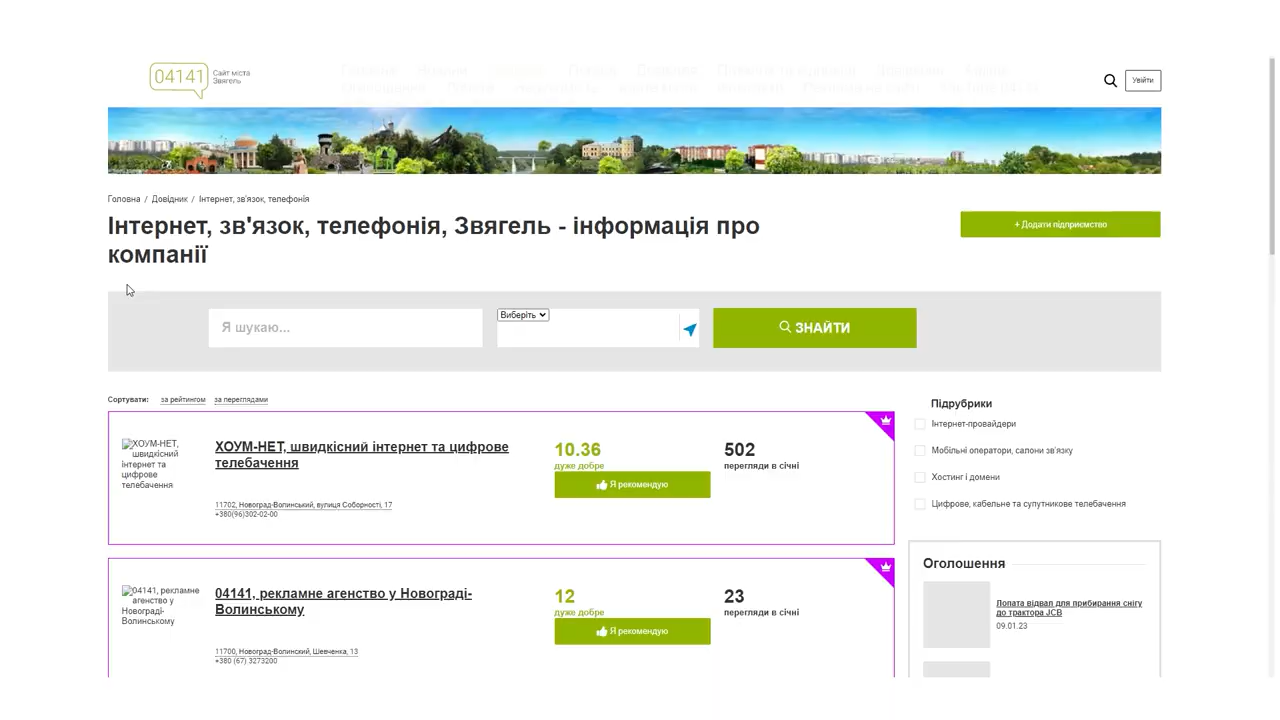 04141
Сайт міста
Звягель
Увійти
Головна / Довідник / Інтернет, зв'язок, телефонія
Інтернет, зв'язок, телефонія, Звягель - інформація про
компанії
+ Додати підприємство
Я шукаю...
Виберіть
ЗНАЙТИ
Сортувати: за рейтингом за переглядами
ХОУМ-НЕТ,
швидкісний
інтернет та
цифрове
телебачення
ХОУМ-НЕТ, швидкісний інтернет та цифрове
телебачення
11702, Новоград-Волинський, вулиця Соборності, 17
+380(96)302-02-00
10.36
дуже добре
Я рекомендую
502
перегляди в січні
04141, рекламне
агенство у
Новограді-
Волинському
04141, рекламне агенство у Новограді-
Волинському
11700, Новоград-Волинский, Шевченка, 13
+380 (67) 3273200
12
дуже добре
Я рекомендую
23
перегляди в січні
Підрубрики
Інтернет-провайдери
Мобільні оператори, салони зв'язку
Хостинг і домени
Цифрове, кабельне та супутникове телебачення
Оголошення
Лопата відвал для прибирання снігу
до трактора JCB
09.01.23